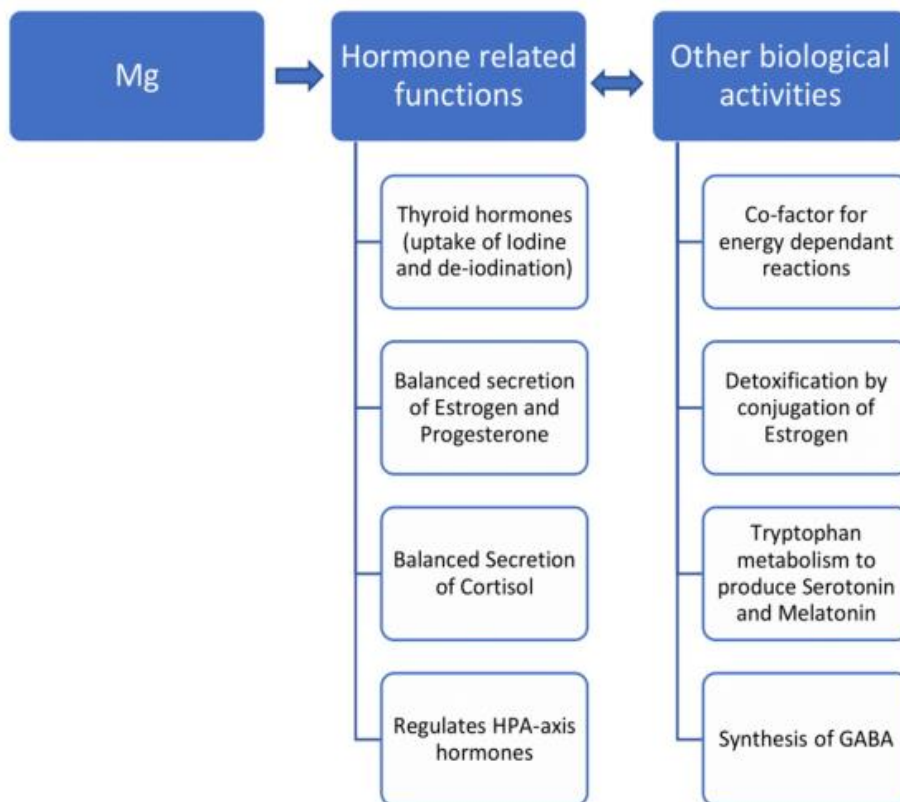 Mg
Hormone related
functions
Other biological
activities
Thyroid hormones
(uptake of Iodine
and de-iodination)
Balanced secretion
of Estrogen and
Progesterone
Balanced Secretion
of Cortisol
Regulates HPA-axis
hormones
Co-factor for
energy dependant
reactions
Detoxification by
conjugation of
Estrogen
Tryptophan
metabolism to
produce Serotonin
and Melatonin
Synthesis of GABA